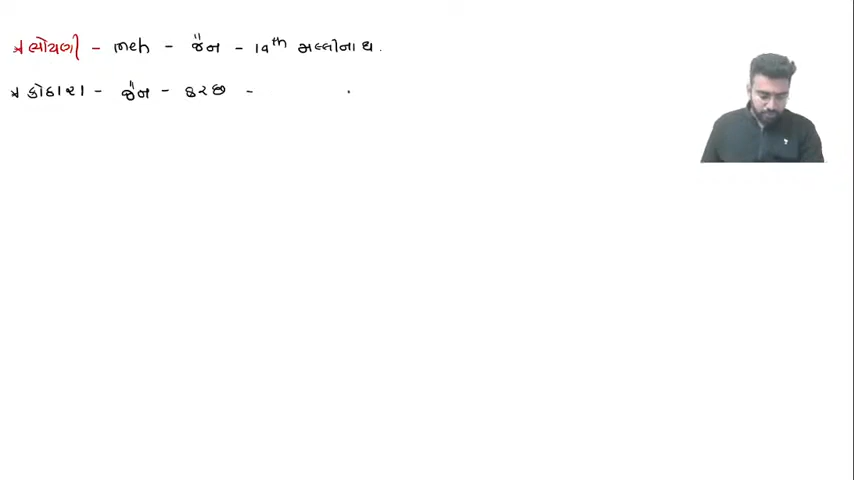 * ભોયણી - meh - જૈન - 19th મલ્લીનાથ.
* કોઠારા - જૈન - કચ્છ -